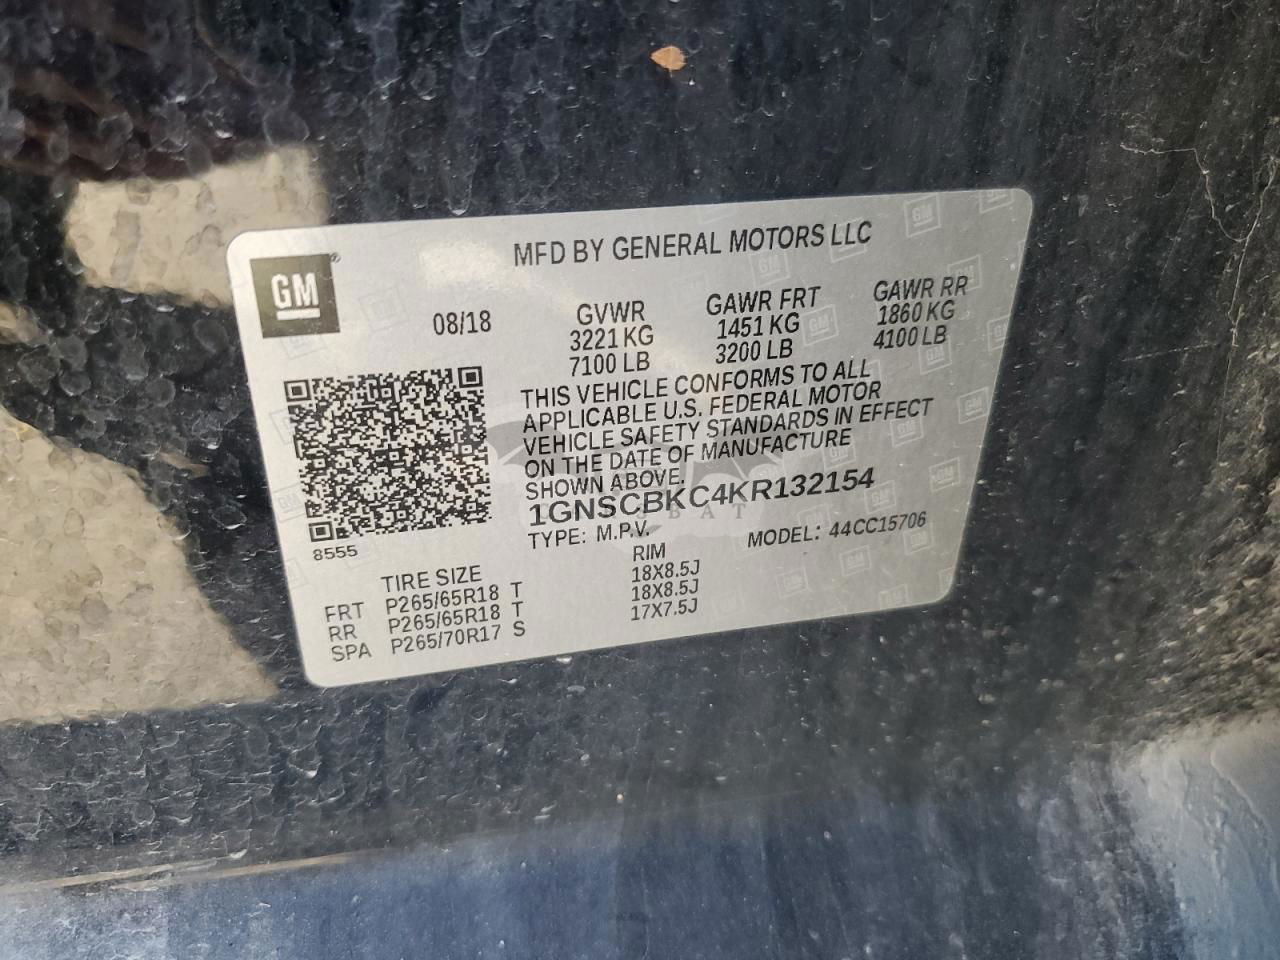 MFD BY GENERAL MOTORS LLC
GM
08/18
GVWR GAWR FRT GAWR RR
3221 KG 1451 KG 1860 KG
7100 LB 3200 LB 4100 LB
THIS VEHICLE CONFORMS TO ALL
APPLICABLE U.S. FEDERAL MOTOR
VEHICLE SAFETY STANDARDS IN EFFECT
ON THE DATE OF MANUFACTURE
SHOWN ABOVE.
1GNSCBKC4KR132154
TYPE: M.P.V. MODEL: 44CC15706
8555
TIRE SIZE RIM
FRT P265/65R18 T 18X8.5J
RR P265/65R18 T 18X8.5J
SPA P265/70R17 S 17X7.5J